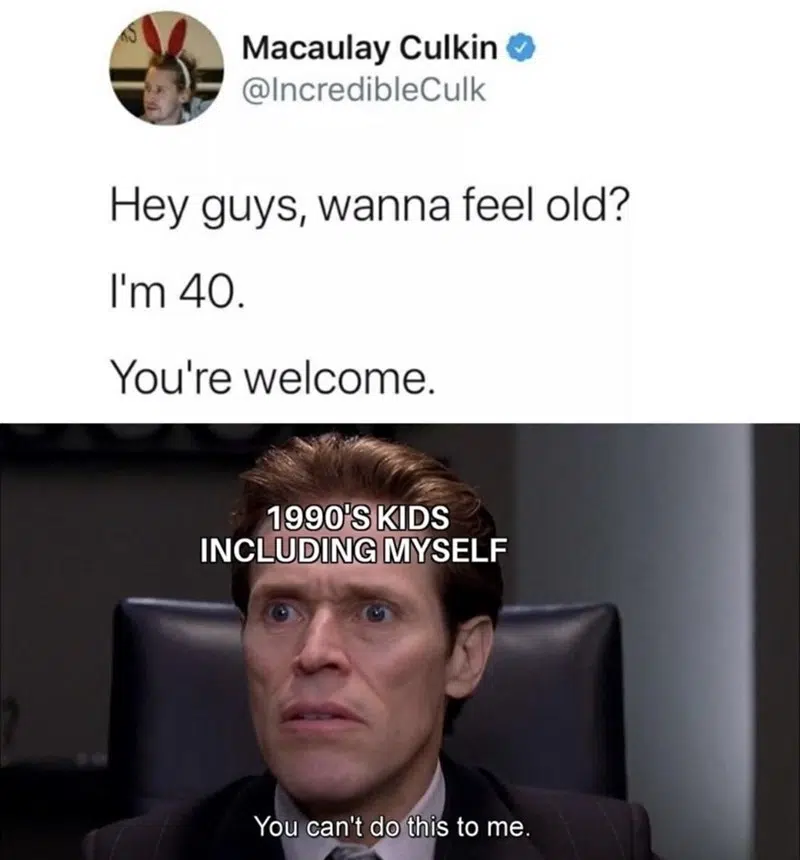 Macaulay Culkin
@IncredibleCulk
Hey guys, wanna feel old?
I'm 40.
You're welcome.
1990'S KIDS
INCLUDING MYSELF
You can't do this to me.